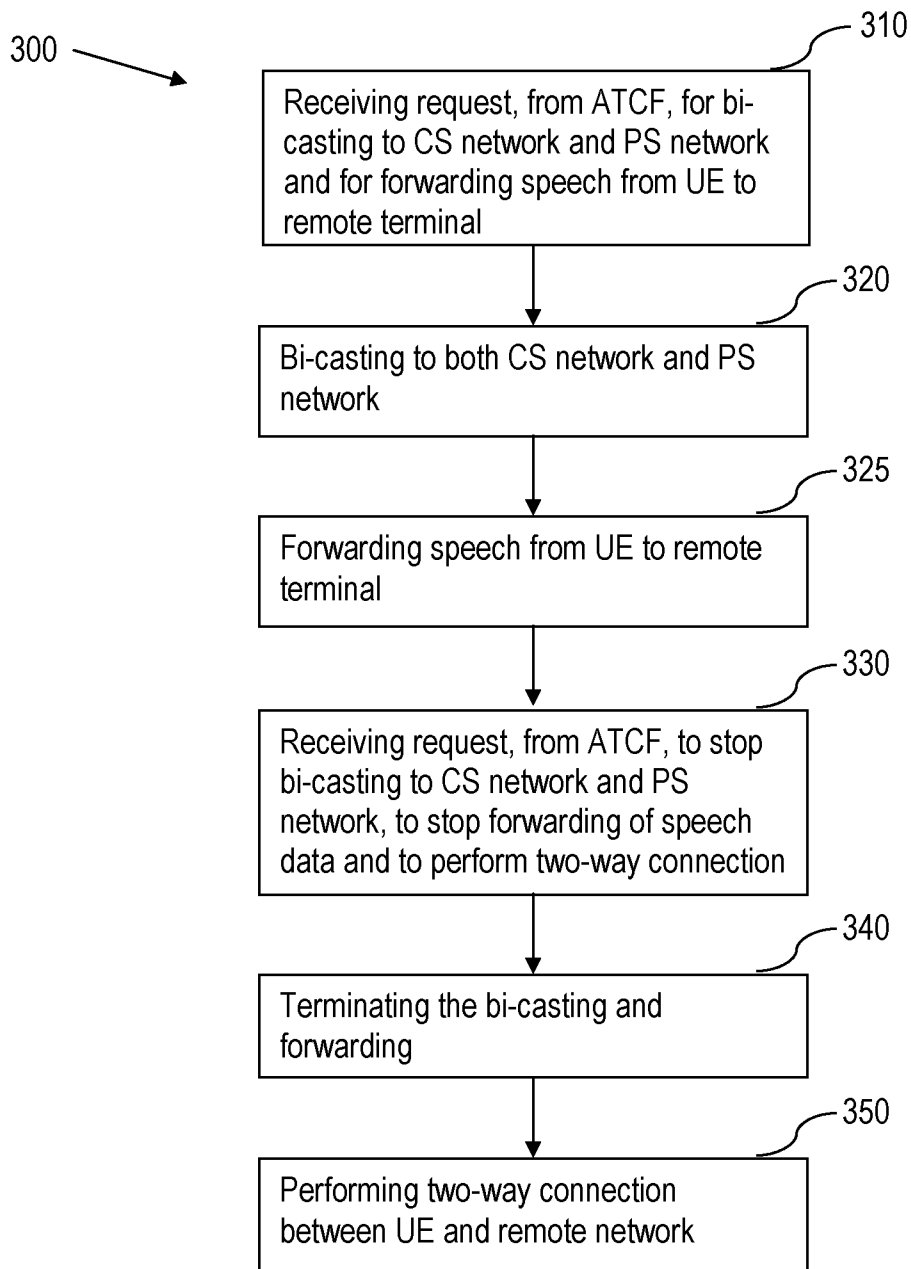 300
310
Receiving request, from ATCF, for bi-
casting to CS network and PS network
and for forwarding speech from UE to
remote terminal
320
Bi-casting to both CS network and PS
network
325
Forwarding speech from UE to remote
terminal
330
Receiving request, from ATCF, to stop
bi-casting to CS network and PS
network, to stop forwarding of speech
data and to perform two-way connection
340
Terminating the bi-casting and
forwarding
350
Performing two-way connection
between UE and remote network